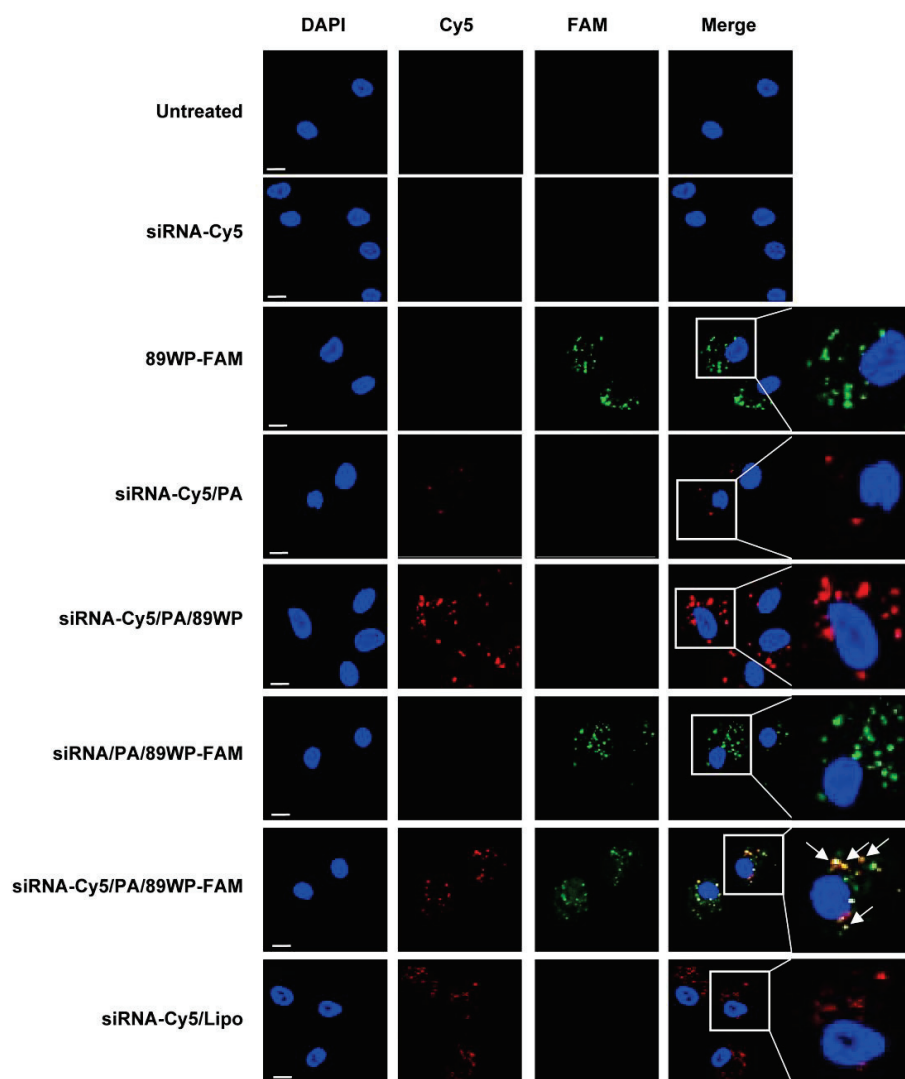 DAPI Cy5 FAM Merge
Untreated
siRNA-Cy5
89WP-FAM
siRNA-Cy5/PA
siRNA-Cy5/PA/89WP
siRNA/PA/89WP-FAM
siRNA-Cy5/PA/89WP-FAM
siRNA-Cy5/Lipo